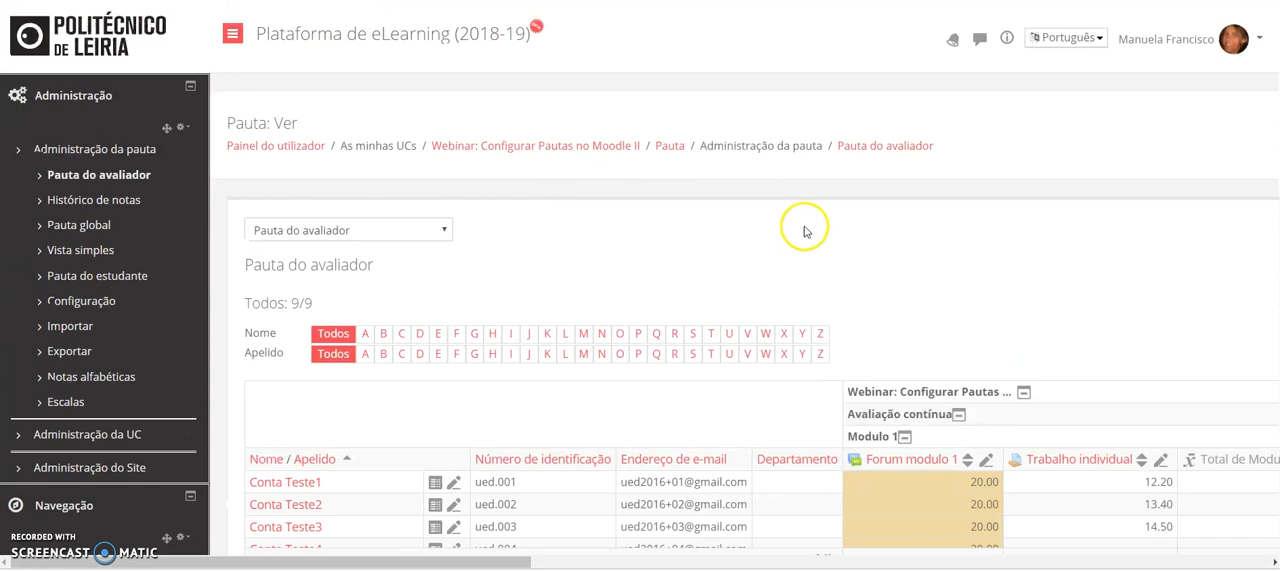 POLITÉCNICO
DE LEIRIA
Plataforma de eLearning (2018-19)
Português
Manuela Francisco
Administração
Administração da pauta
Pauta do avaliador
Histórico de notas
Pauta global
Vista simples
Pauta do estudante
Configuração
Importar
Exportar
Notas alfabéticas
Escalas
Administração da UC
Administração do Site
Navegação
RECORDED WITH
SCREENCAST MATIC
Pauta: Ver
Painel do utilizador / As minhas UCs / Webinar: Configurar Pautas no Moodle II / Pauta / Administração da pauta / Pauta do avaliador
Pauta do avaliador
Pauta do avaliador
Todos: 9/9
Nome Todos A B C D E F G H I J K L M N O P Q R S T U V W X Y Z
Apelido Todos A B C D E F G H I J K L M N O P Q R S T U V W X Y Z
Webinar: Configurar Pautas ...
Avaliação contínua
Modulo 1
Nome / Apelido Número de identificação Endereço de e-mail Departamento Forum modulo 1 Trabalho individual Total de Modu
Conta Teste1 ued.001 ued2016+01@gmail.com 20.00 12.20
Conta Teste2 ued.002 ued2016+02@gmail.com 20.00 13.40
Conta Teste3 ued.003 ued2016+03@gmail.com 20.00 14.50